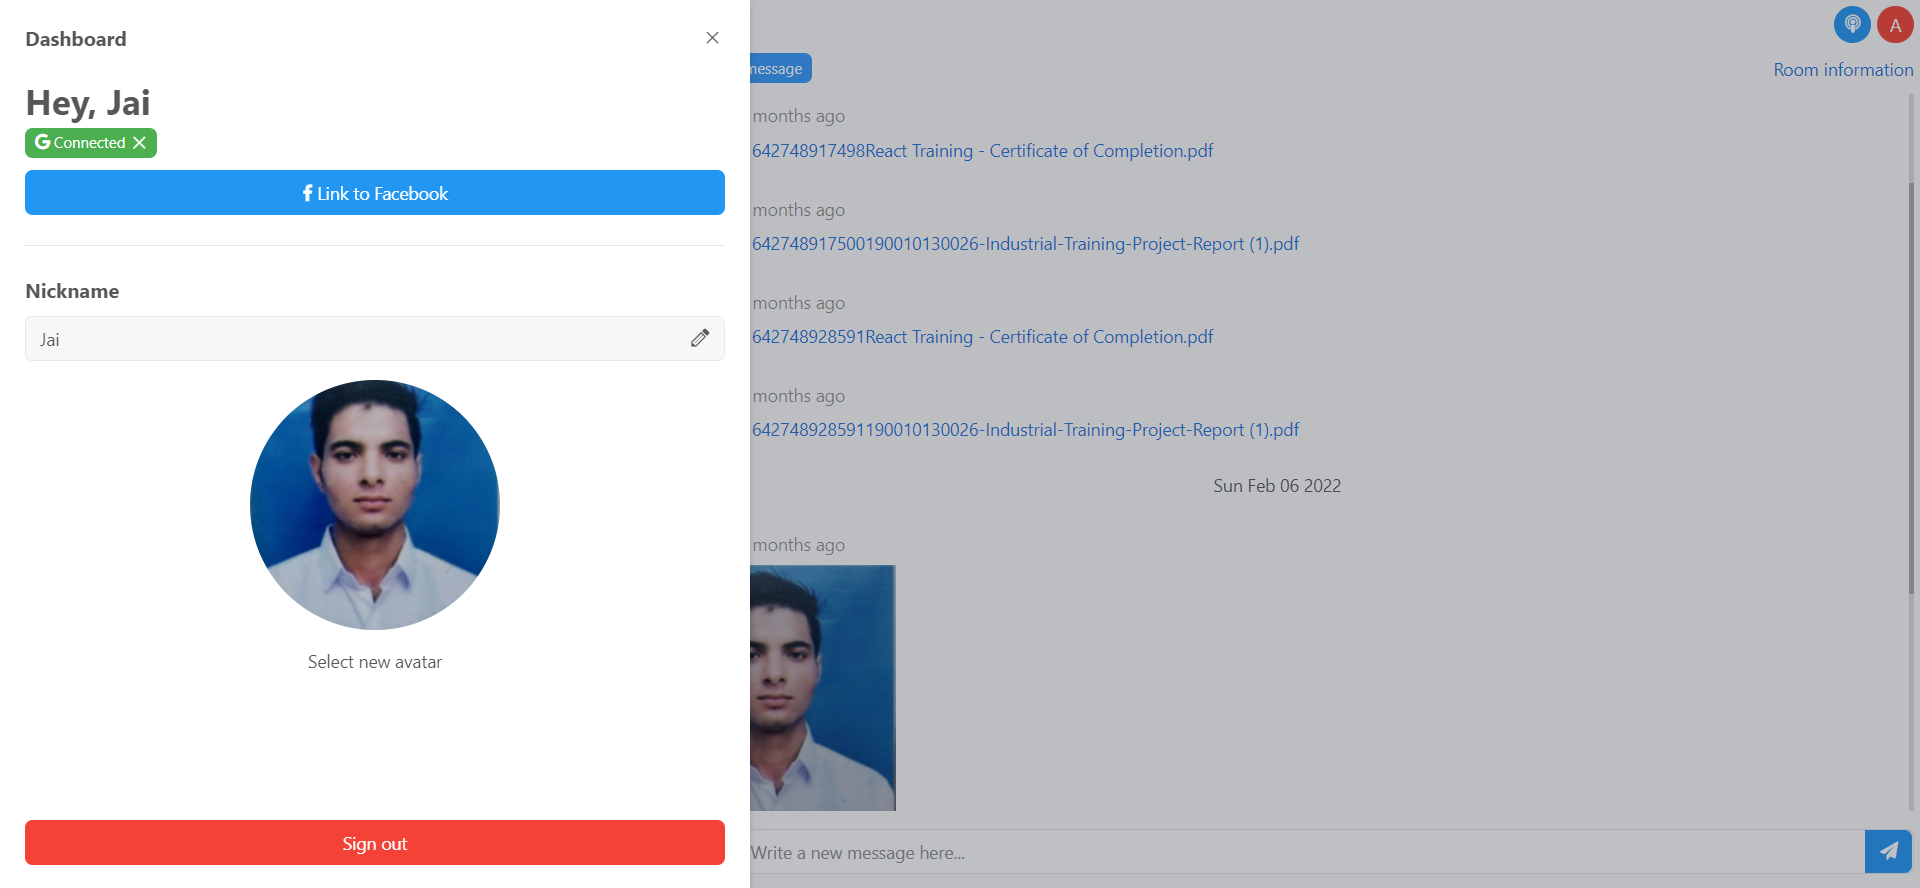 Dashboard
Hey, Jai
Connected
Link to Facebook
Nickname
Jai
Select new avatar
Sign out
A
message
Room information
months ago
642748917498React Training - Certificate of Completion.pdf
months ago
642748917500190010130026-Industrial-Training-Project-Report (1).pdf
months ago
642748928591React Training - Certificate of Completion.pdf
months ago
642748928591190010130026-Industrial-Training-Project-Report (1).pdf
Sun Feb 06 2022
months ago
Write a new message here...